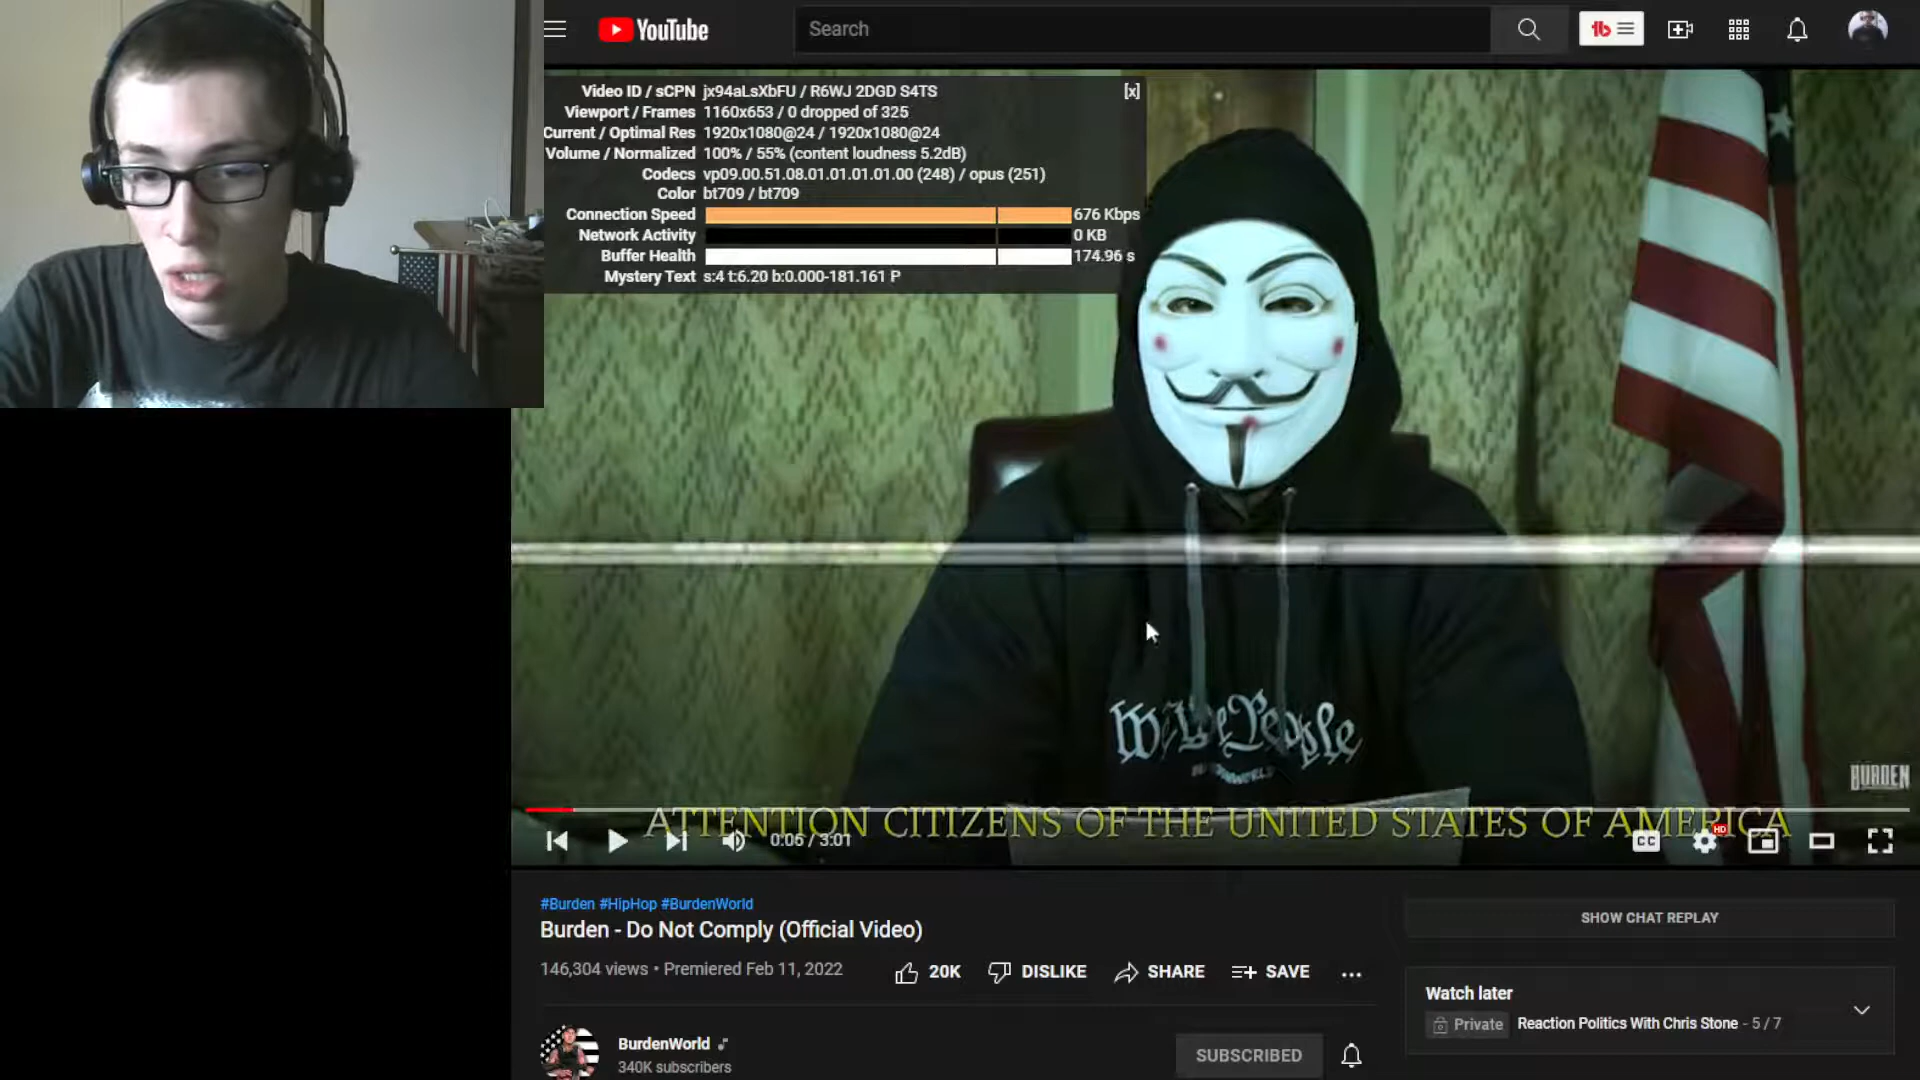 YouTube
Search
Video ID / sCPN jx94aLsXbFU / R6WJ 2DGD S4TS [x]
Viewport / Frames 1160x653 / 0 dropped of 325
Current / Optimal Res 1920x1080@24 / 1920x1080@24
Volume / Normalized 100% / 55% (content loudness 5.2dB)
Codecs vp09.00.51.08.01.01.01.01.00 (248) / opus (251)
Color bt709 / bt709
Connection Speed 676 Kbps
Network Activity 0 KB
Buffer Health 174.96 s
Mystery Text s:4 t:6.20 b:0.000-181.161 P
We The People
BURDEN
ATTENTION CITIZENS OF THE UNITED STATES OF AMERICA
0:06 / 3:01
CC
HD
#Burden #HipHop #BurdenWorld
Burden - Do Not Comply (Official Video)
146,304 views • Premiered Feb 11, 2022
20K DISLIKE SHARE SAVE ...
BurdenWorld
340K subscribers
SUBSCRIBED
SHOW CHAT REPLAY
Watch later
Private Reaction Politics With Chris Stone - 5 / 7